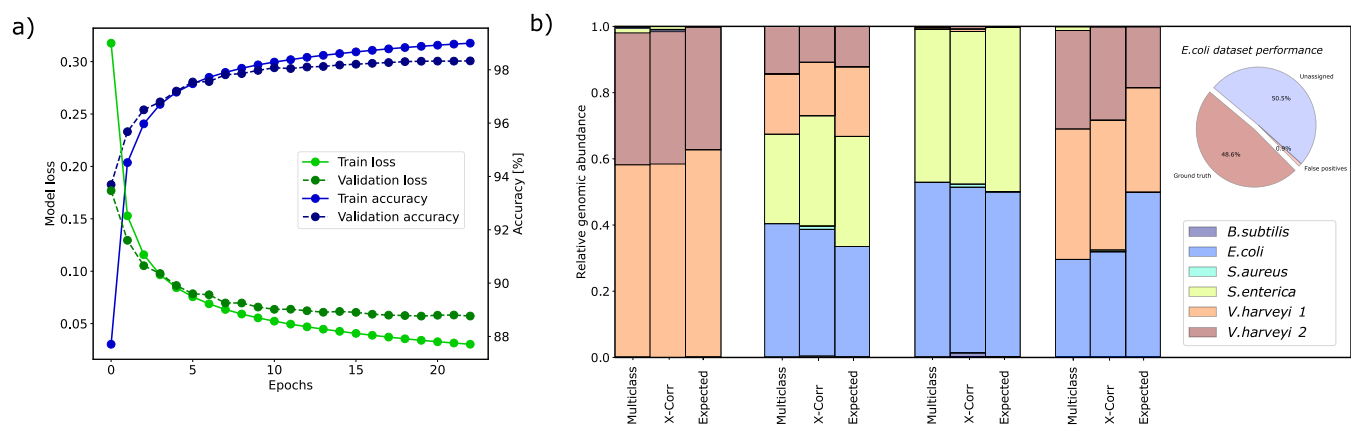 a)
0.30
0.25
0.20
0.15
0.10
0.05
Model loss
98
96
94
92
90
88
Accuracy [%]
Train loss
Validation loss
Train accuracy
Validation accuracy
0
5
10
15
20
Epochs
b)
1.0
0.8
0.6
0.4
0.2
0.0
Relative genomic abundance
Multiclass
X-Corr
Expected
Multiclass
X-Corr
Expected
Multiclass
X-Corr
Expected
Multiclass
X-Corr
Expected
E.coli dataset performance
Unassigned
50.5%
0.9%
48.6%
Ground truth
False positives
B.subtilis
E.coli
S.aureus
S.enterica
V.harveyi 1
V.harveyi 2